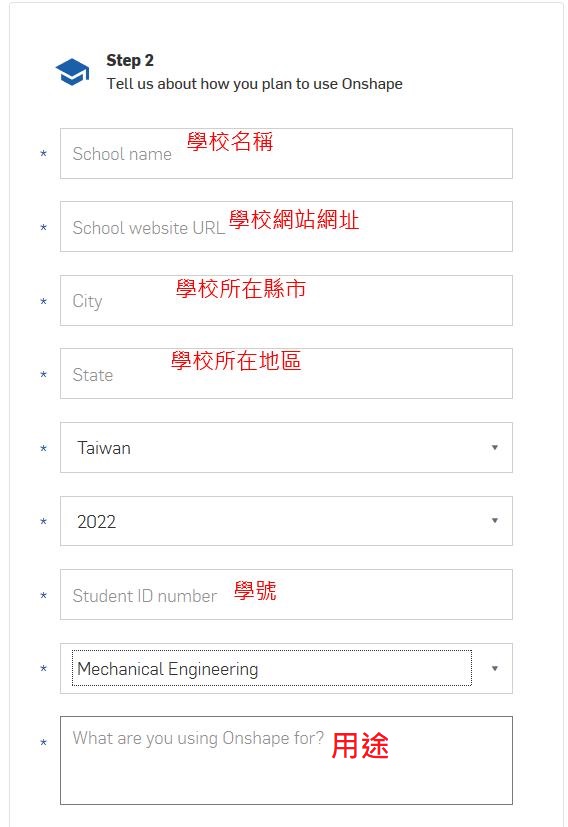 Step 2
Tell us about how you plan to use Onshape
* School name 學校名稱
* School website URL 學校網站網址
* City 學校所在縣市
* State 學校所在地區
* Taiwan
* 2022
* Student ID number 學號
* Mechanical Engineering
* What are you using Onshape for? 用途